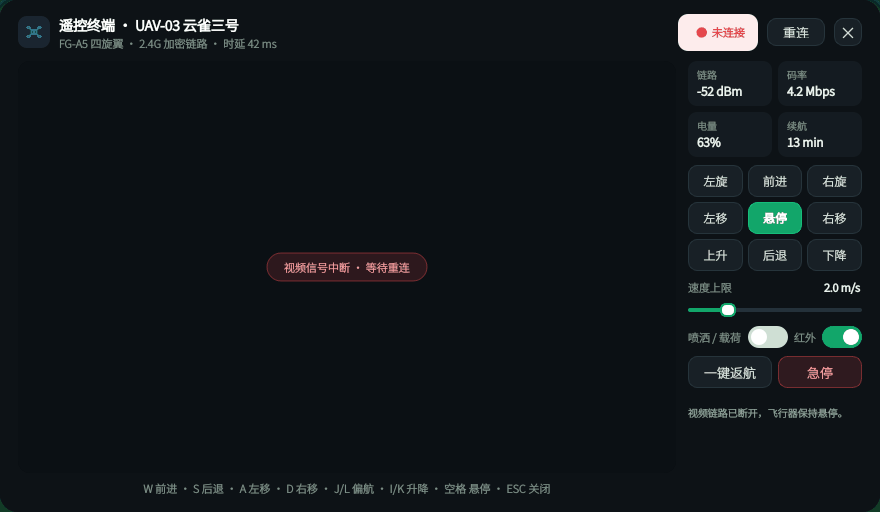 遥控终端 · UAV-03 云雀三号
FG-A5 四旋翼 · 2.4G 加密链路 · 时延 42 ms
未连接
重连
链路
-52 dBm
码率
4.2 Mbps
电量
63%
续航
13 min
左旋
前进
右旋
左移
悬停
右移
上升
后退
下降
视频信号中断 · 等待重连
速度上限
2.0 m/s
喷洒 / 载荷
红外
一键返航
急停
视频链路已断开，飞行器保持悬停。
W 前进 · S 后退 · A 左移 · D 右移 · J/L 偏航 · I/K 升降 · 空格 悬停 · ESC 关闭